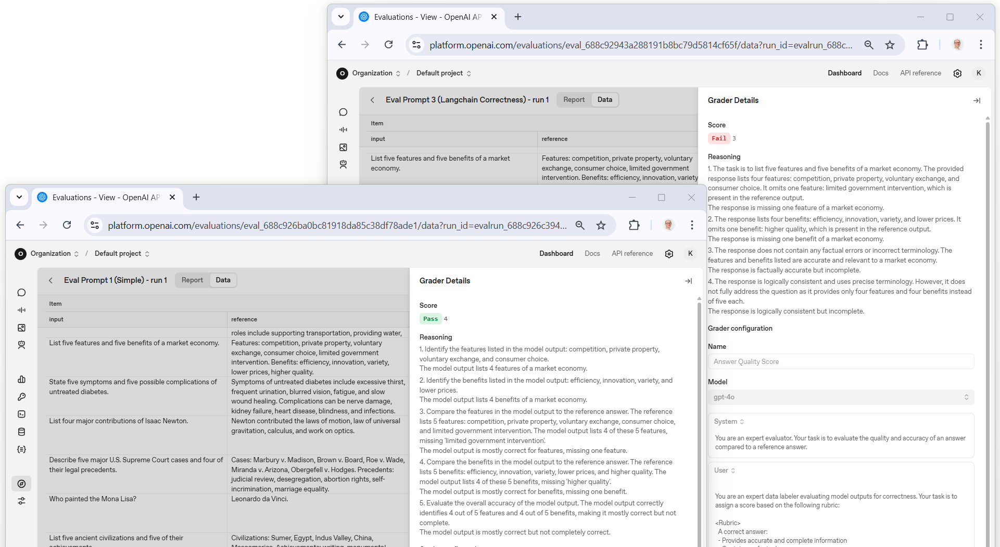 Evaluations - View - OpenAI AP
platform.openai.com/evaluations/eval_688c92943a288191b8bc79d5814cf65f/data?run_id=evalrun_688c...
O Organization / Default project
Dashboard Docs API reference K
Eval Prompt 3 (Langchain Correctness) - run 1 Report Data
Item
input reference
List five features and five benefits of a market
economy.
Features: competition, private property, voluntary
exchange, consumer choice, limited government
intervention. Benefits: efficiency, innovation, variety
Grader Details
Score
Fail 3
Reasoning
1. The task is to list five features and five benefits of a market economy. The provided
response lists four features: competition, private property, voluntary exchange, and
consumer choice. It omits one feature: limited government intervention, which is
present in the reference output.
The response is missing one feature of a market economy.
2. The response lists four benefits: efficiency, innovation, variety, and lower prices. It
omits one benefit: higher quality, which is present in the reference output.
The response is missing one benefit of a market economy.
3. The response does not contain any factual errors or incorrect terminology. The
features and benefits listed are accurate and relevant to a market economy.
The response is factually accurate but incomplete.
4. The response is logically consistent and uses precise terminology. However, it does
not fully address the question as it provides only four features and four benefits instead
of five each.
The response is logically consistent but incomplete.
Grader configuration
Name
Answer Quality Score
Model
gpt-4o
System
You are an expert evaluator. Your task is to evaluate the quality and accuracy of an answer
compared to a reference answer.
User
You are an expert data labeler evaluating model outputs for correctness. Your task is to
assign a score based on the following rubric:
<Rubric>
A correct answer:
- Provides accurate and complete information
Evaluations - View - OpenAI AP
platform.openai.com/evaluations/eval_688c926ba0bc81918da85c38df78ade1/data?run_id=evalrun_688c926c394...
O Organization / Default project
Dashboard Docs API reference K
Eval Prompt 1 (Simple) - run 1 Report Data
Item
input reference
roles include supporting transportation, providing water,
List five features and five benefits of a market economy.
Features: competition, private property, voluntary
exchange, consumer choice, limited government
intervention. Benefits: efficiency, innovation, variety,
lower prices, higher quality.
State five symptoms and five possible complications of
untreated diabetes.
Symptoms of untreated diabetes include excessive thirst,
frequent urination, blurred vision, fatigue, and slow
wound healing. Complications can be nerve damage,
kidney failure, heart disease, blindness, and infections.
List four major contributions of Isaac Newton.
Newton contributed the laws of motion, law of universal
gravitation, calculus, and work on optics.
Describe five major U.S. Supreme Court cases and four of
their legal precedents.
Cases: Marbury v. Madison, Brown v. Board, Roe v. Wade,
Miranda v. Arizona, Obergefell v. Hodges. Precedents:
judicial review, desegregation, abortion rights, self-
incrimination, marriage equality.
Who painted the Mona Lisa?
Leonardo da Vinci.
List five ancient civilizations and five of their
Civilizations: Sumer, Egypt, Indus Valley, China,
Grader Details
Score
Pass 4
Reasoning
1. Identify the features listed in the model output: competition, private property,
voluntary exchange, and consumer choice.
The model output lists 4 features of a market economy.
2. Identify the benefits listed in the model output: efficiency, innovation, variety, and
lower prices.
The model output lists 4 benefits of a market economy.
3. Compare the features in the model output to the reference answer. The reference
lists 5 features: competition, private property, voluntary exchange, consumer choice,
and limited government intervention. The model output lists 4 of these 5 features,
missing 'limited government intervention'.
The model output is mostly correct for features, missing one feature.
4. Compare the benefits in the model output to the reference answer. The reference
lists 5 benefits: efficiency, innovation, variety, lower prices, and higher quality. The
model output lists 4 of these 5 benefits, missing 'higher quality'.
The model output is mostly correct for benefits, missing one benefit.
5. Evaluate the overall accuracy of the model output. The model output correctly
identifies 4 out of 5 features and 4 out of 5 benefits, making it mostly correct but not
complete.
The model output is mostly correct but not completely correct.